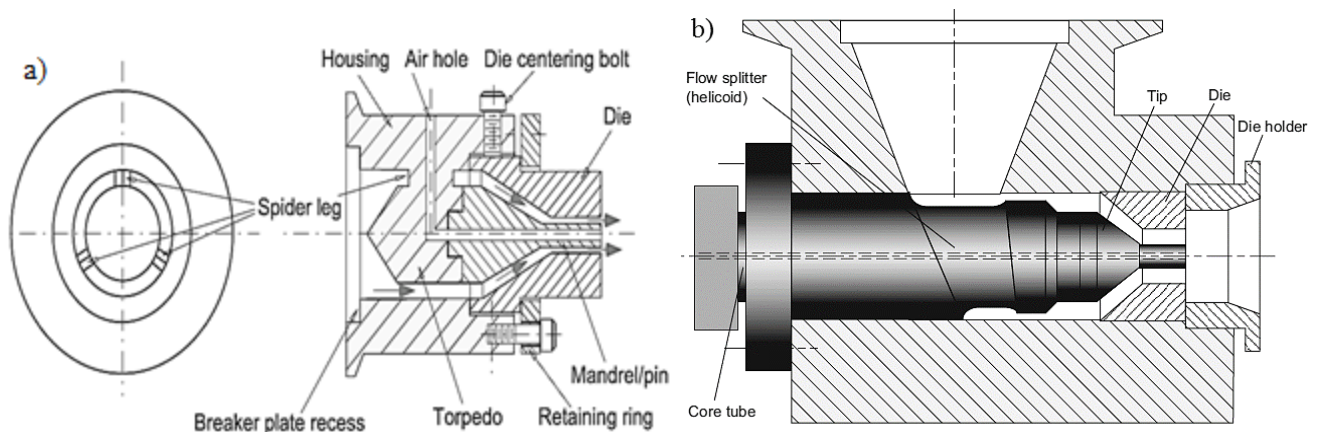 a)
Housing
Air hole
Die centering bolt
Die
Spider leg
Mandrel/pin
Breaker plate recess
Torpedo
Retaining ring
b)
Flow splitter
(helicoid)
Tip
Die
Die holder
Core tube